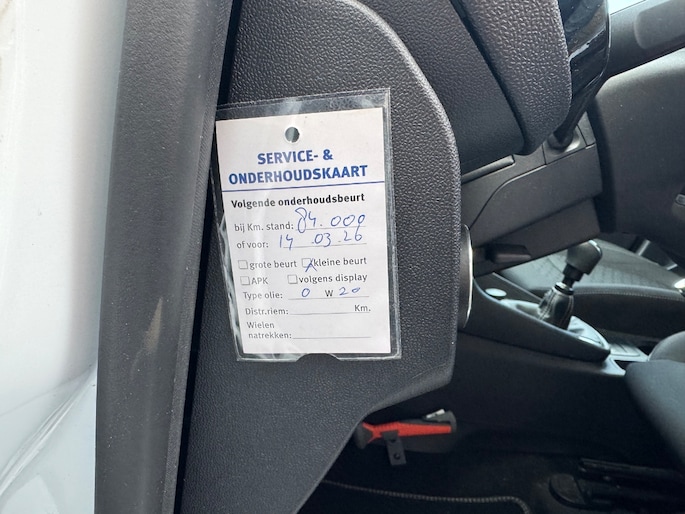 SERVICE- &
ONDERHOUDSKAART
Volgende onderhoudsbeurt
bij Km. stand: 84.000
of voor: 14 .03.26
grote beurt kleine beurt
APK volgens display
Type olie: 0 W 20
Distr.riem: Km.
Wielen
natrekken: